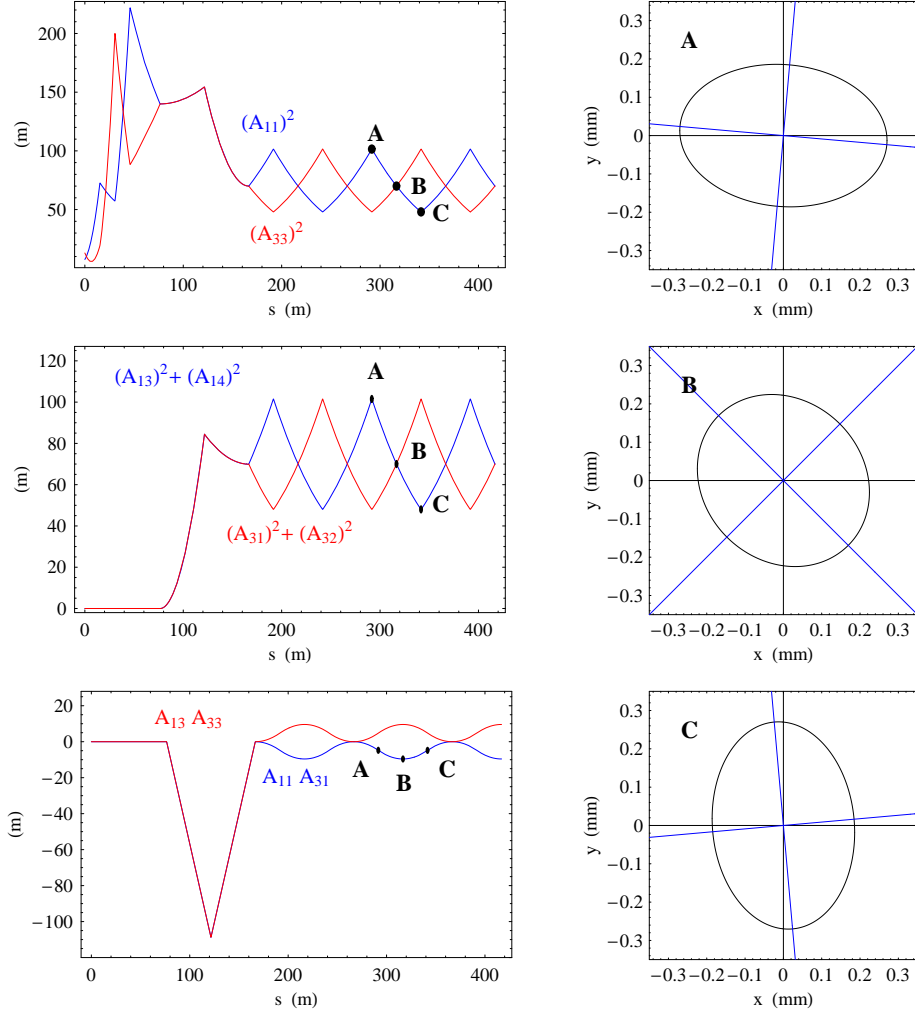 200
150
100
50
(m)
(A₁₁)²
(A₃₃)²
A
B
C
0 100 200 300 400
s (m)
0.3
0.2
0.1
0
−0.1
−0.2
−0.3
y (mm)
A
−0.3 −0.2 −0.1 0 0.1 0.2 0.3
x (mm)
120
100
80
60
40
20
0
(m)
(A₁₃)²+ (A₁₄)²
(A₃₁)²+ (A₃₂)²
A
B
C
0 100 200 300 400
s (m)
0.3
0.2
0.1
0
−0.1
−0.2
−0.3
y (mm)
B
−0.3 −0.2 −0.1 0 0.1 0.2 0.3
x (mm)
20
0
−20
−40
−60
−80
−100
(m)
A₁₃ A₃₃
A₁₁ A₃₁
A B C
0 100 200 300 400
s (m)
0.3
0.2
0.1
0
−0.1
−0.2
−0.3
y (mm)
C
−0.3 −0.2 −0.1 0 0.1 0.2 0.3
x (mm)